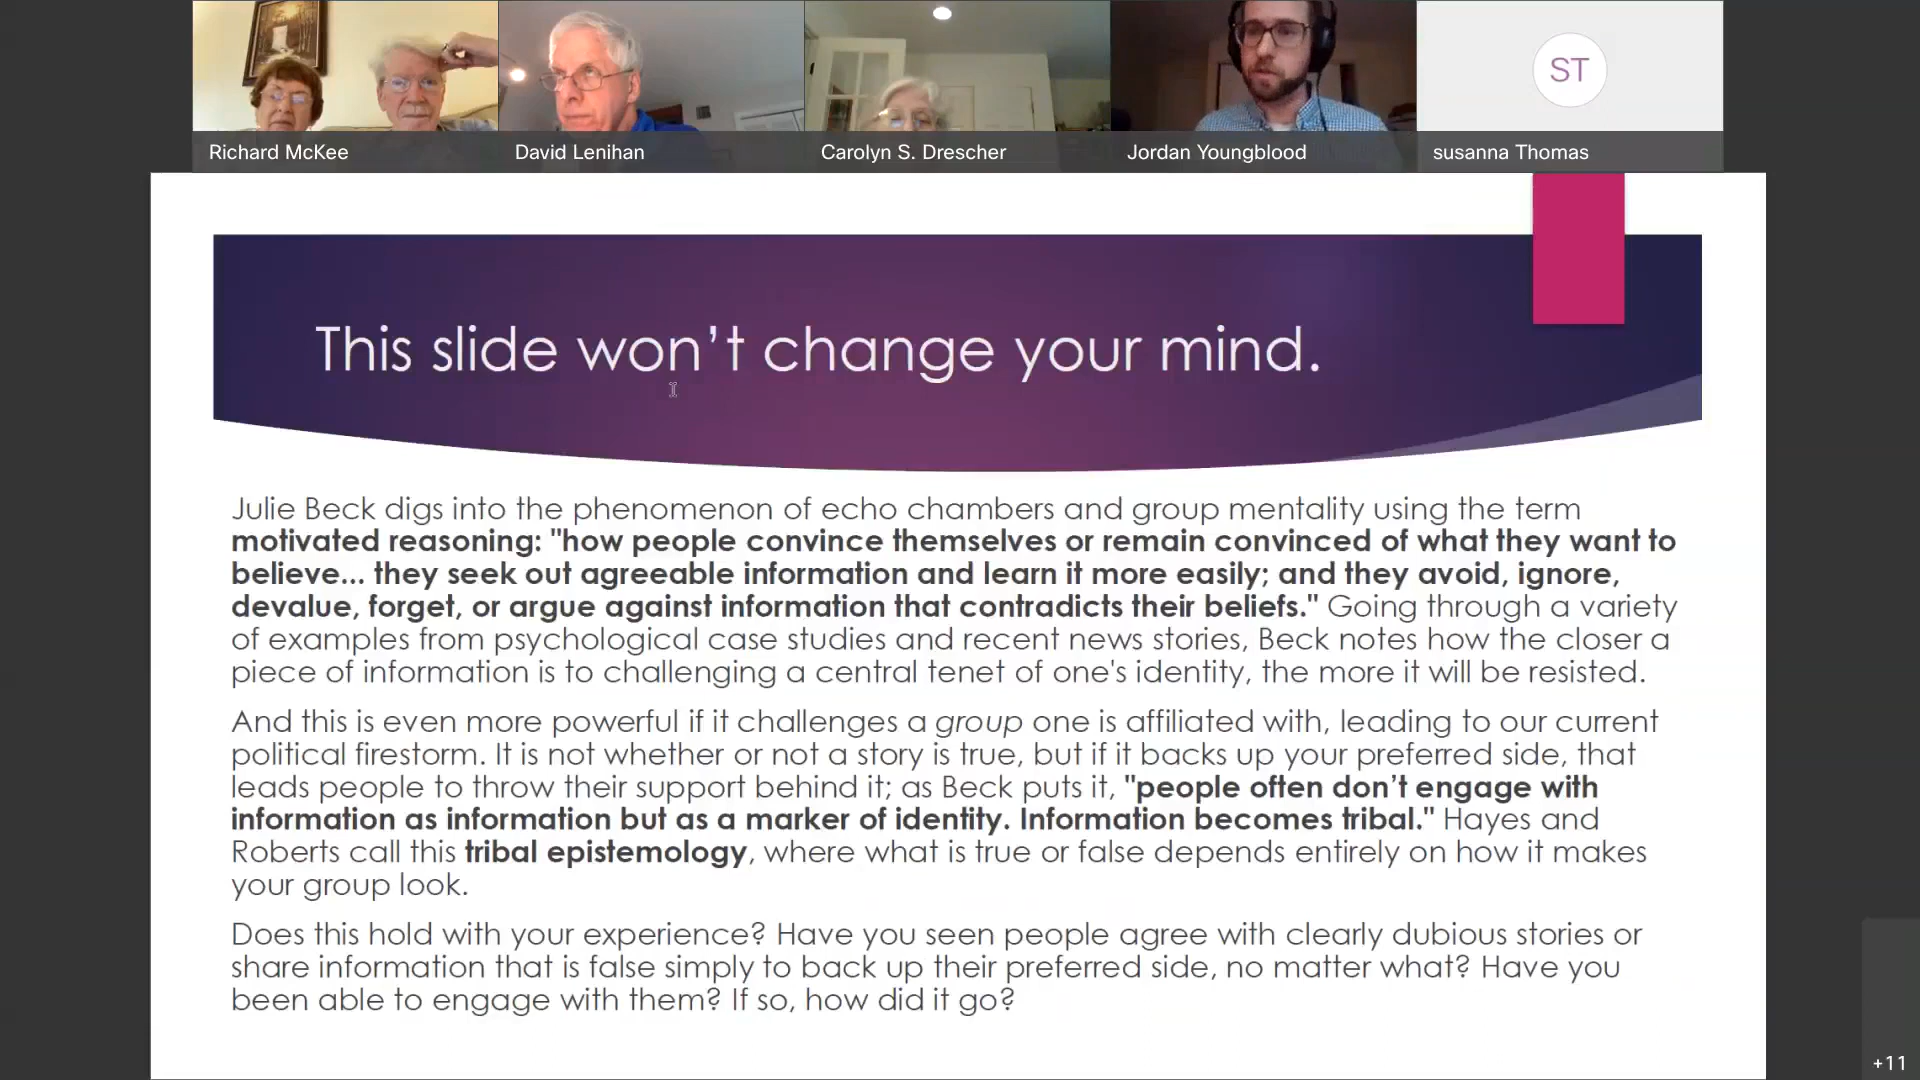 Richard McKee
David Lenihan
Carolyn S. Drescher
Jordan Youngblood
ST
susanna Thomas
This slide won’t change your mind.
Julie Beck digs into the phenomenon of echo chambers and group mentality using the term
motivated reasoning: "how people convince themselves or remain convinced of what they want to
believe... they seek out agreeable information and learn it more easily; and they avoid, ignore,
devalue, forget, or argue against information that contradicts their beliefs." Going through a variety
of examples from psychological case studies and recent news stories, Beck notes how the closer a
piece of information is to challenging a central tenet of one's identity, the more it will be resisted.
And this is even more powerful if it challenges a group one is affiliated with, leading to our current
political firestorm. It is not whether or not a story is true, but if it backs up your preferred side, that
leads people to throw their support behind it; as Beck puts it, "people often don’t engage with
information as information but as a marker of identity. Information becomes tribal." Hayes and
Roberts call this tribal epistemology, where what is true or false depends entirely on how it makes
your group look.
Does this hold with your experience? Have you seen people agree with clearly dubious stories or
share information that is false simply to back up their preferred side, no matter what? Have you
been able to engage with them? If so, how did it go?
+11